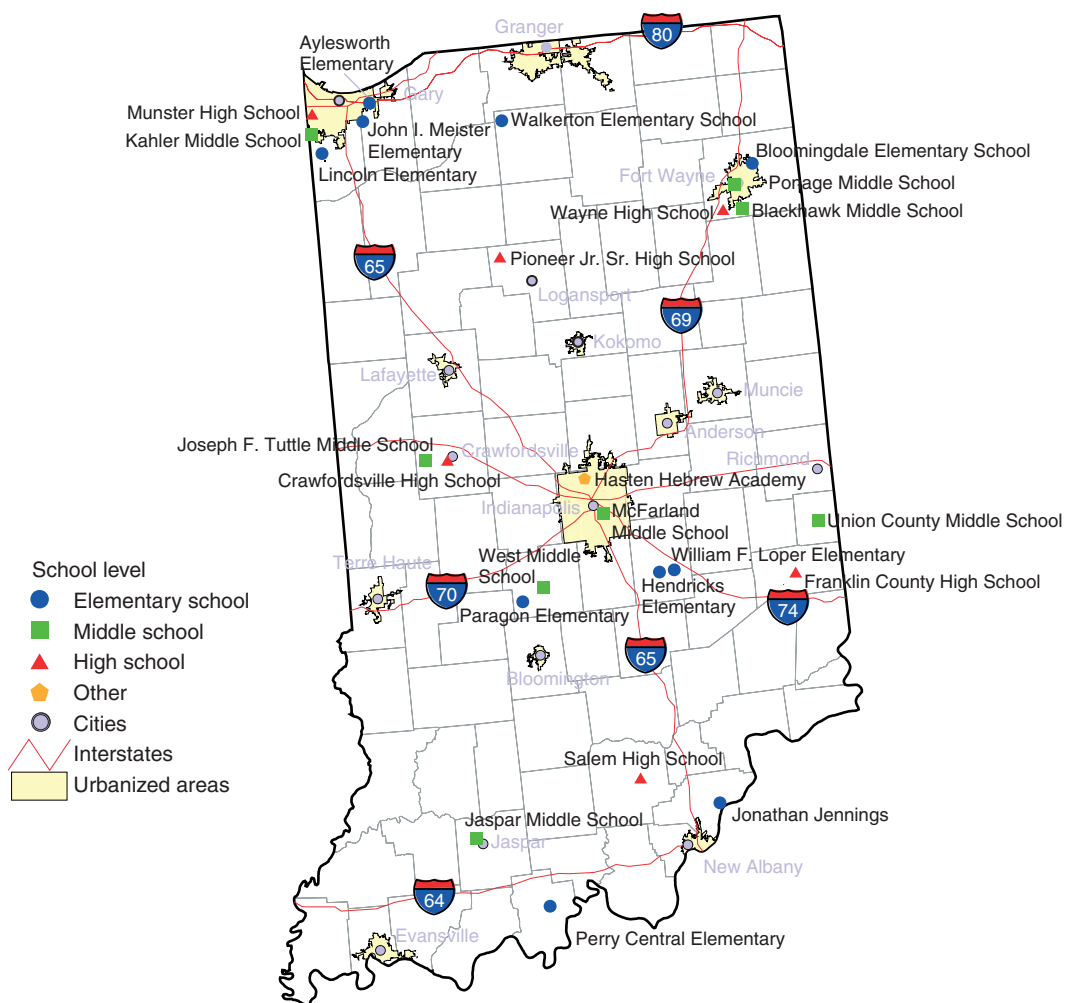 Granger
80
Aylesworth
Elementary
Gary
Munster High School
Kahler Middle School
John I. Meister
Elementary
Lincoln Elementary
Walkerton Elementary School
Bloomingdale Elementary School
Fort Wayne
Ponage Middle School
Wayne High School
Blackhawk Middle School
65
Pioneer Jr. Sr. High School
Logansport
69
Kokomo
Lafayette
Muncie
Anderson
Joseph F. Tuttle Middle School
Crawfordsville
Richmond
Crawfordsville High School
Hasten Hebrew Academy
Indianapolis
McFarland
Middle School
Union County Middle School
West Middle
School
William F. Loper Elementary
Terre Haute
Hendricks
Elementary
Franklin County High School
70
Paragon Elementary
74
65
Bloomington
School level
Elementary school
Middle school
High school
Other
Cities
Interstates
Urbanized areas
Salem High School
Jonathan Jennings
Jaspar Middle School
Jaspar
New Albany
64
Evansville
Perry Central Elementary